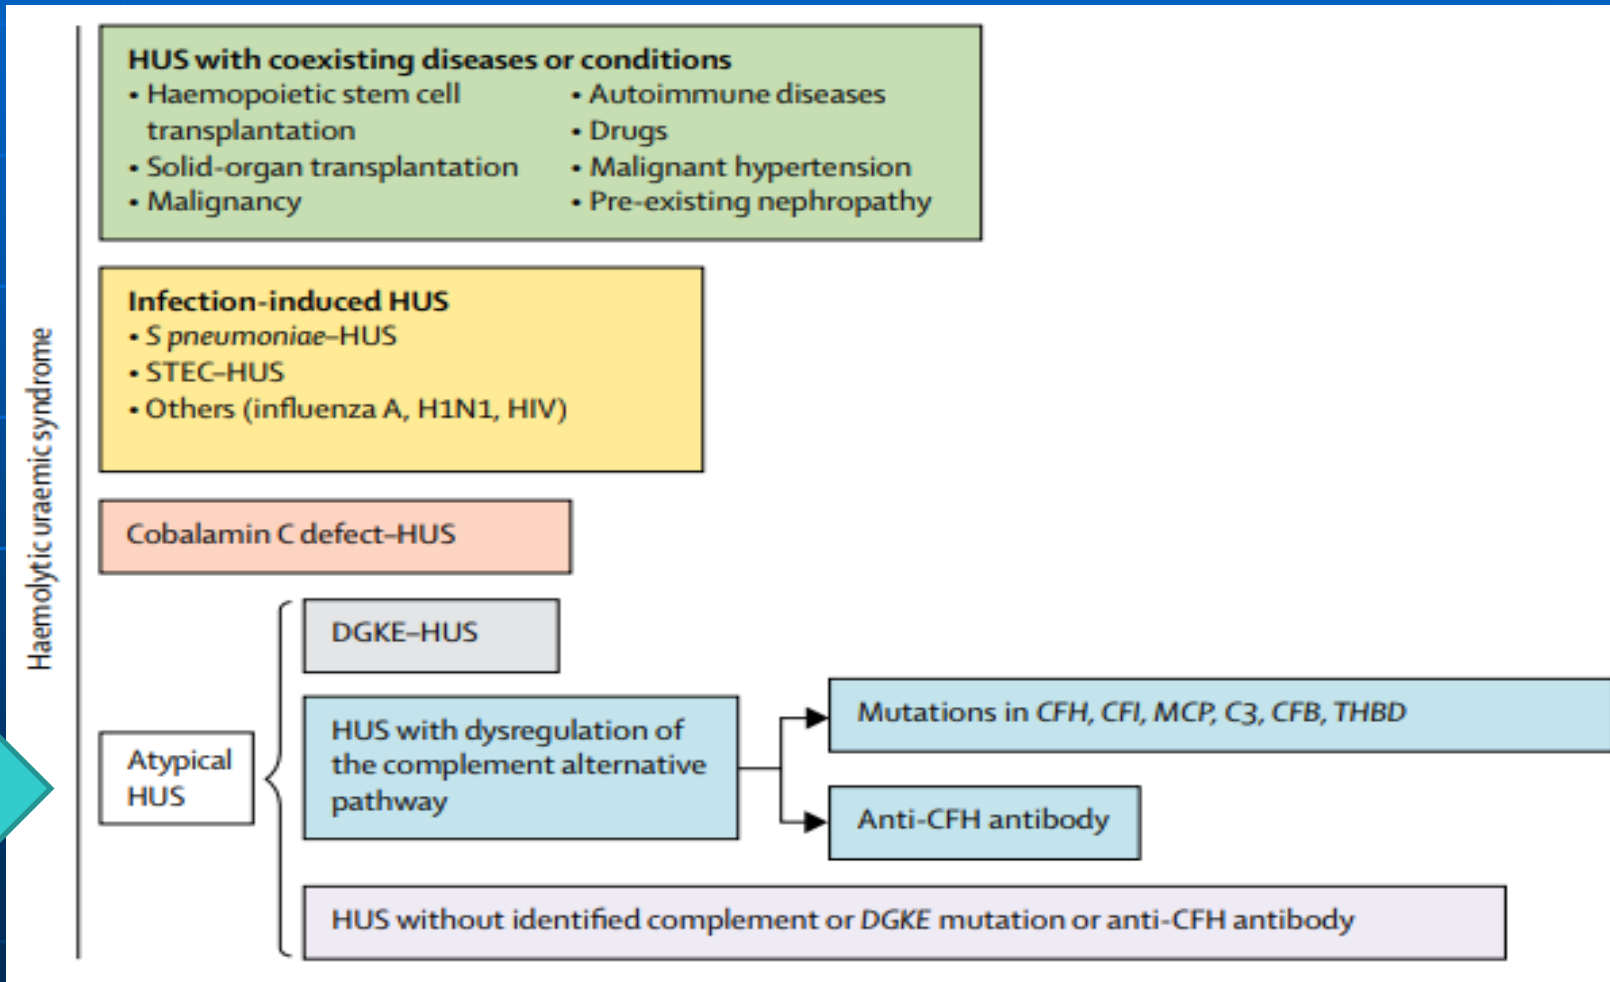 Haemolytic uraemic syndrome
HUS with coexisting diseases or conditions
• Haemopoietic stem cell
transplantation
• Solid-organ transplantation
• Malignancy
• Autoimmune diseases
• Drugs
• Malignant hypertension
• Pre-existing nephropathy
Infection-induced HUS
• S pneumoniae–HUS
• STEC–HUS
• Others (influenza A, H1N1, HIV)
Cobalamin C defect–HUS
Atypical
HUS
DGKE–HUS
HUS with dysregulation of
the complement alternative
pathway
Mutations in CFH, CFI, MCP, C3, CFB, THBD
Anti-CFH antibody
HUS without identified complement or DGKE mutation or anti-CFH antibody